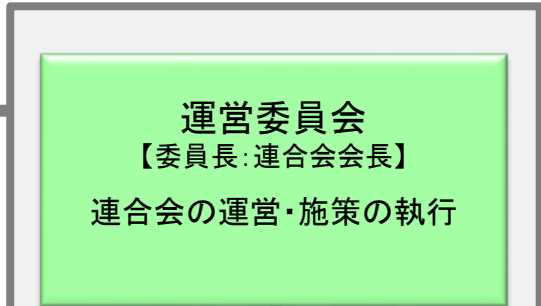 運営委員会
【委員長:連合会会長】
連合会の運営・施策の執行